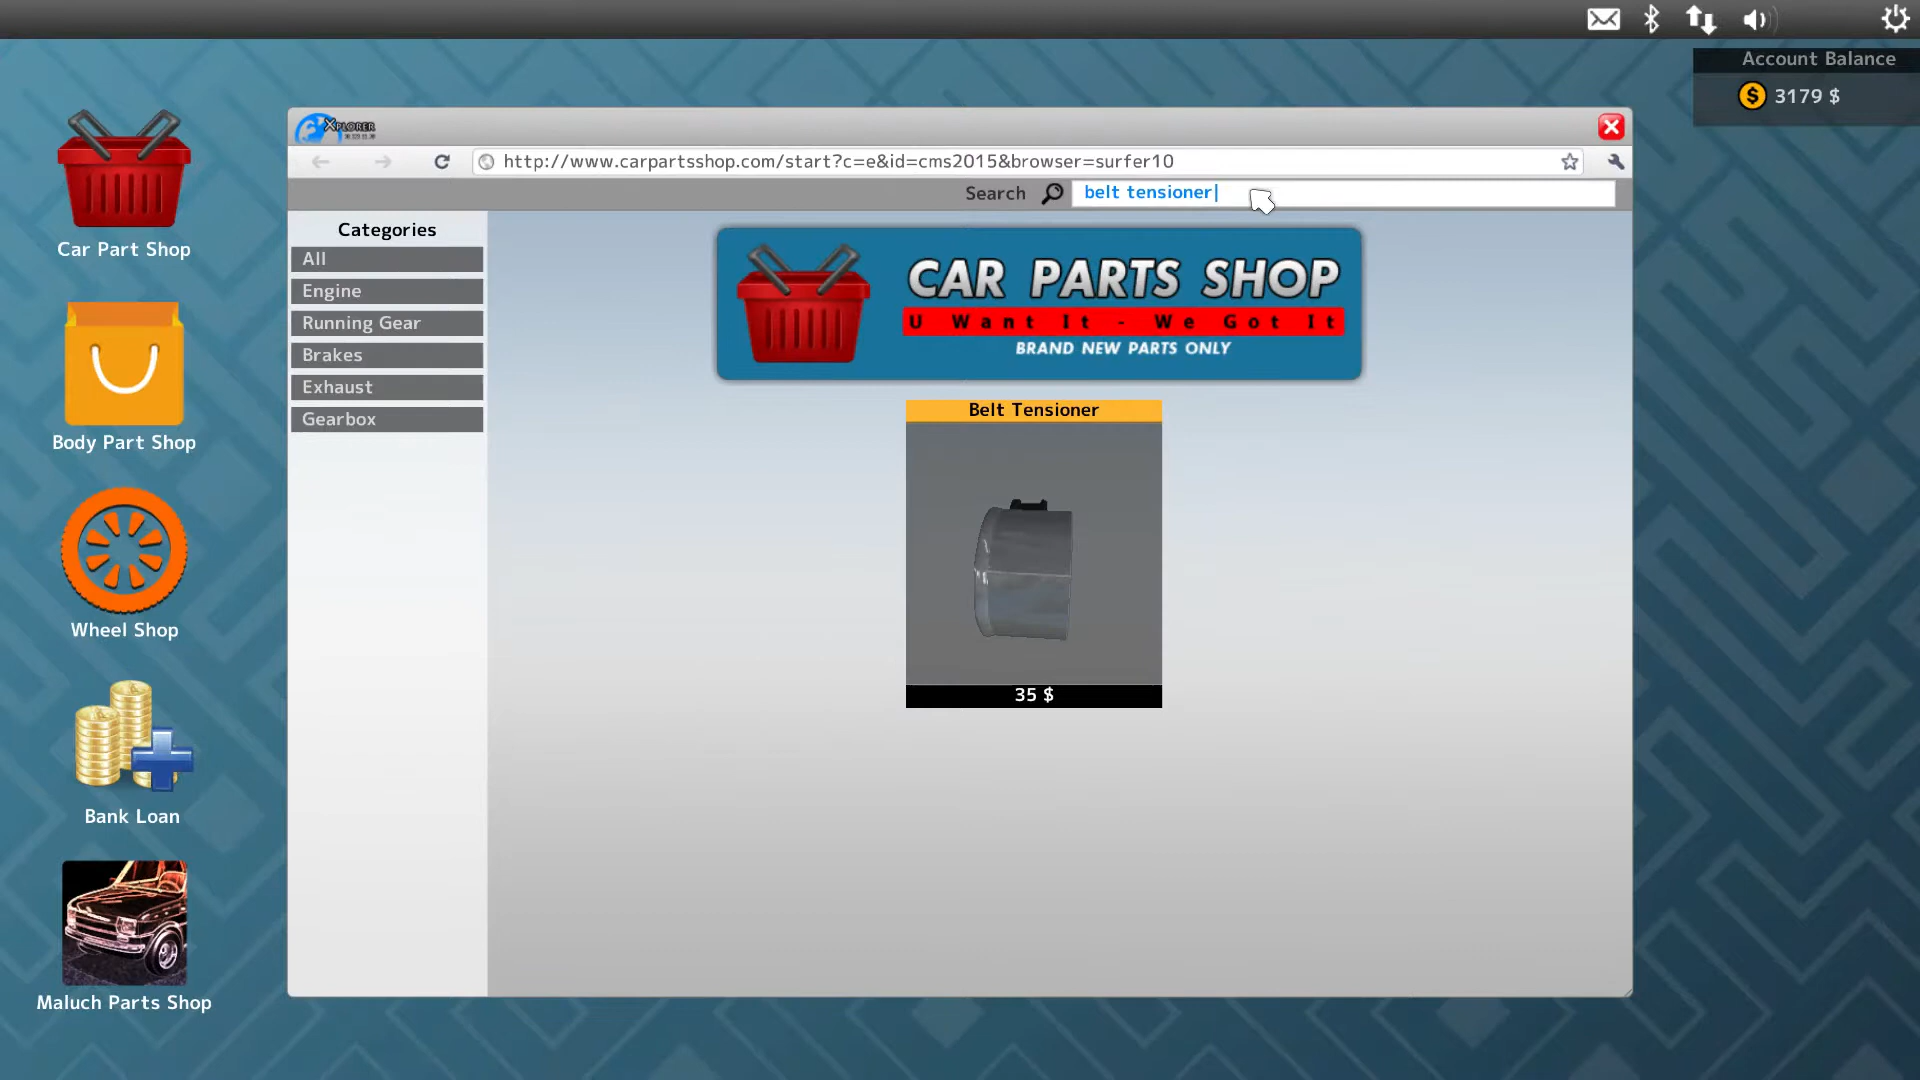 Account Balance
3179 $
XPLORER
http://www.carpartsshop.com/start?c=e&id=cms2015&browser=surfer10
Search
belt tensioner
Categories
All
Engine
Running Gear
Brakes
Exhaust
Gearbox
CAR PARTS SHOP
U Want It - We Got It
BRAND NEW PARTS ONLY
Belt Tensioner
35 $
Car Part Shop
Body Part Shop
Wheel Shop
Bank Loan
Maluch Parts Shop